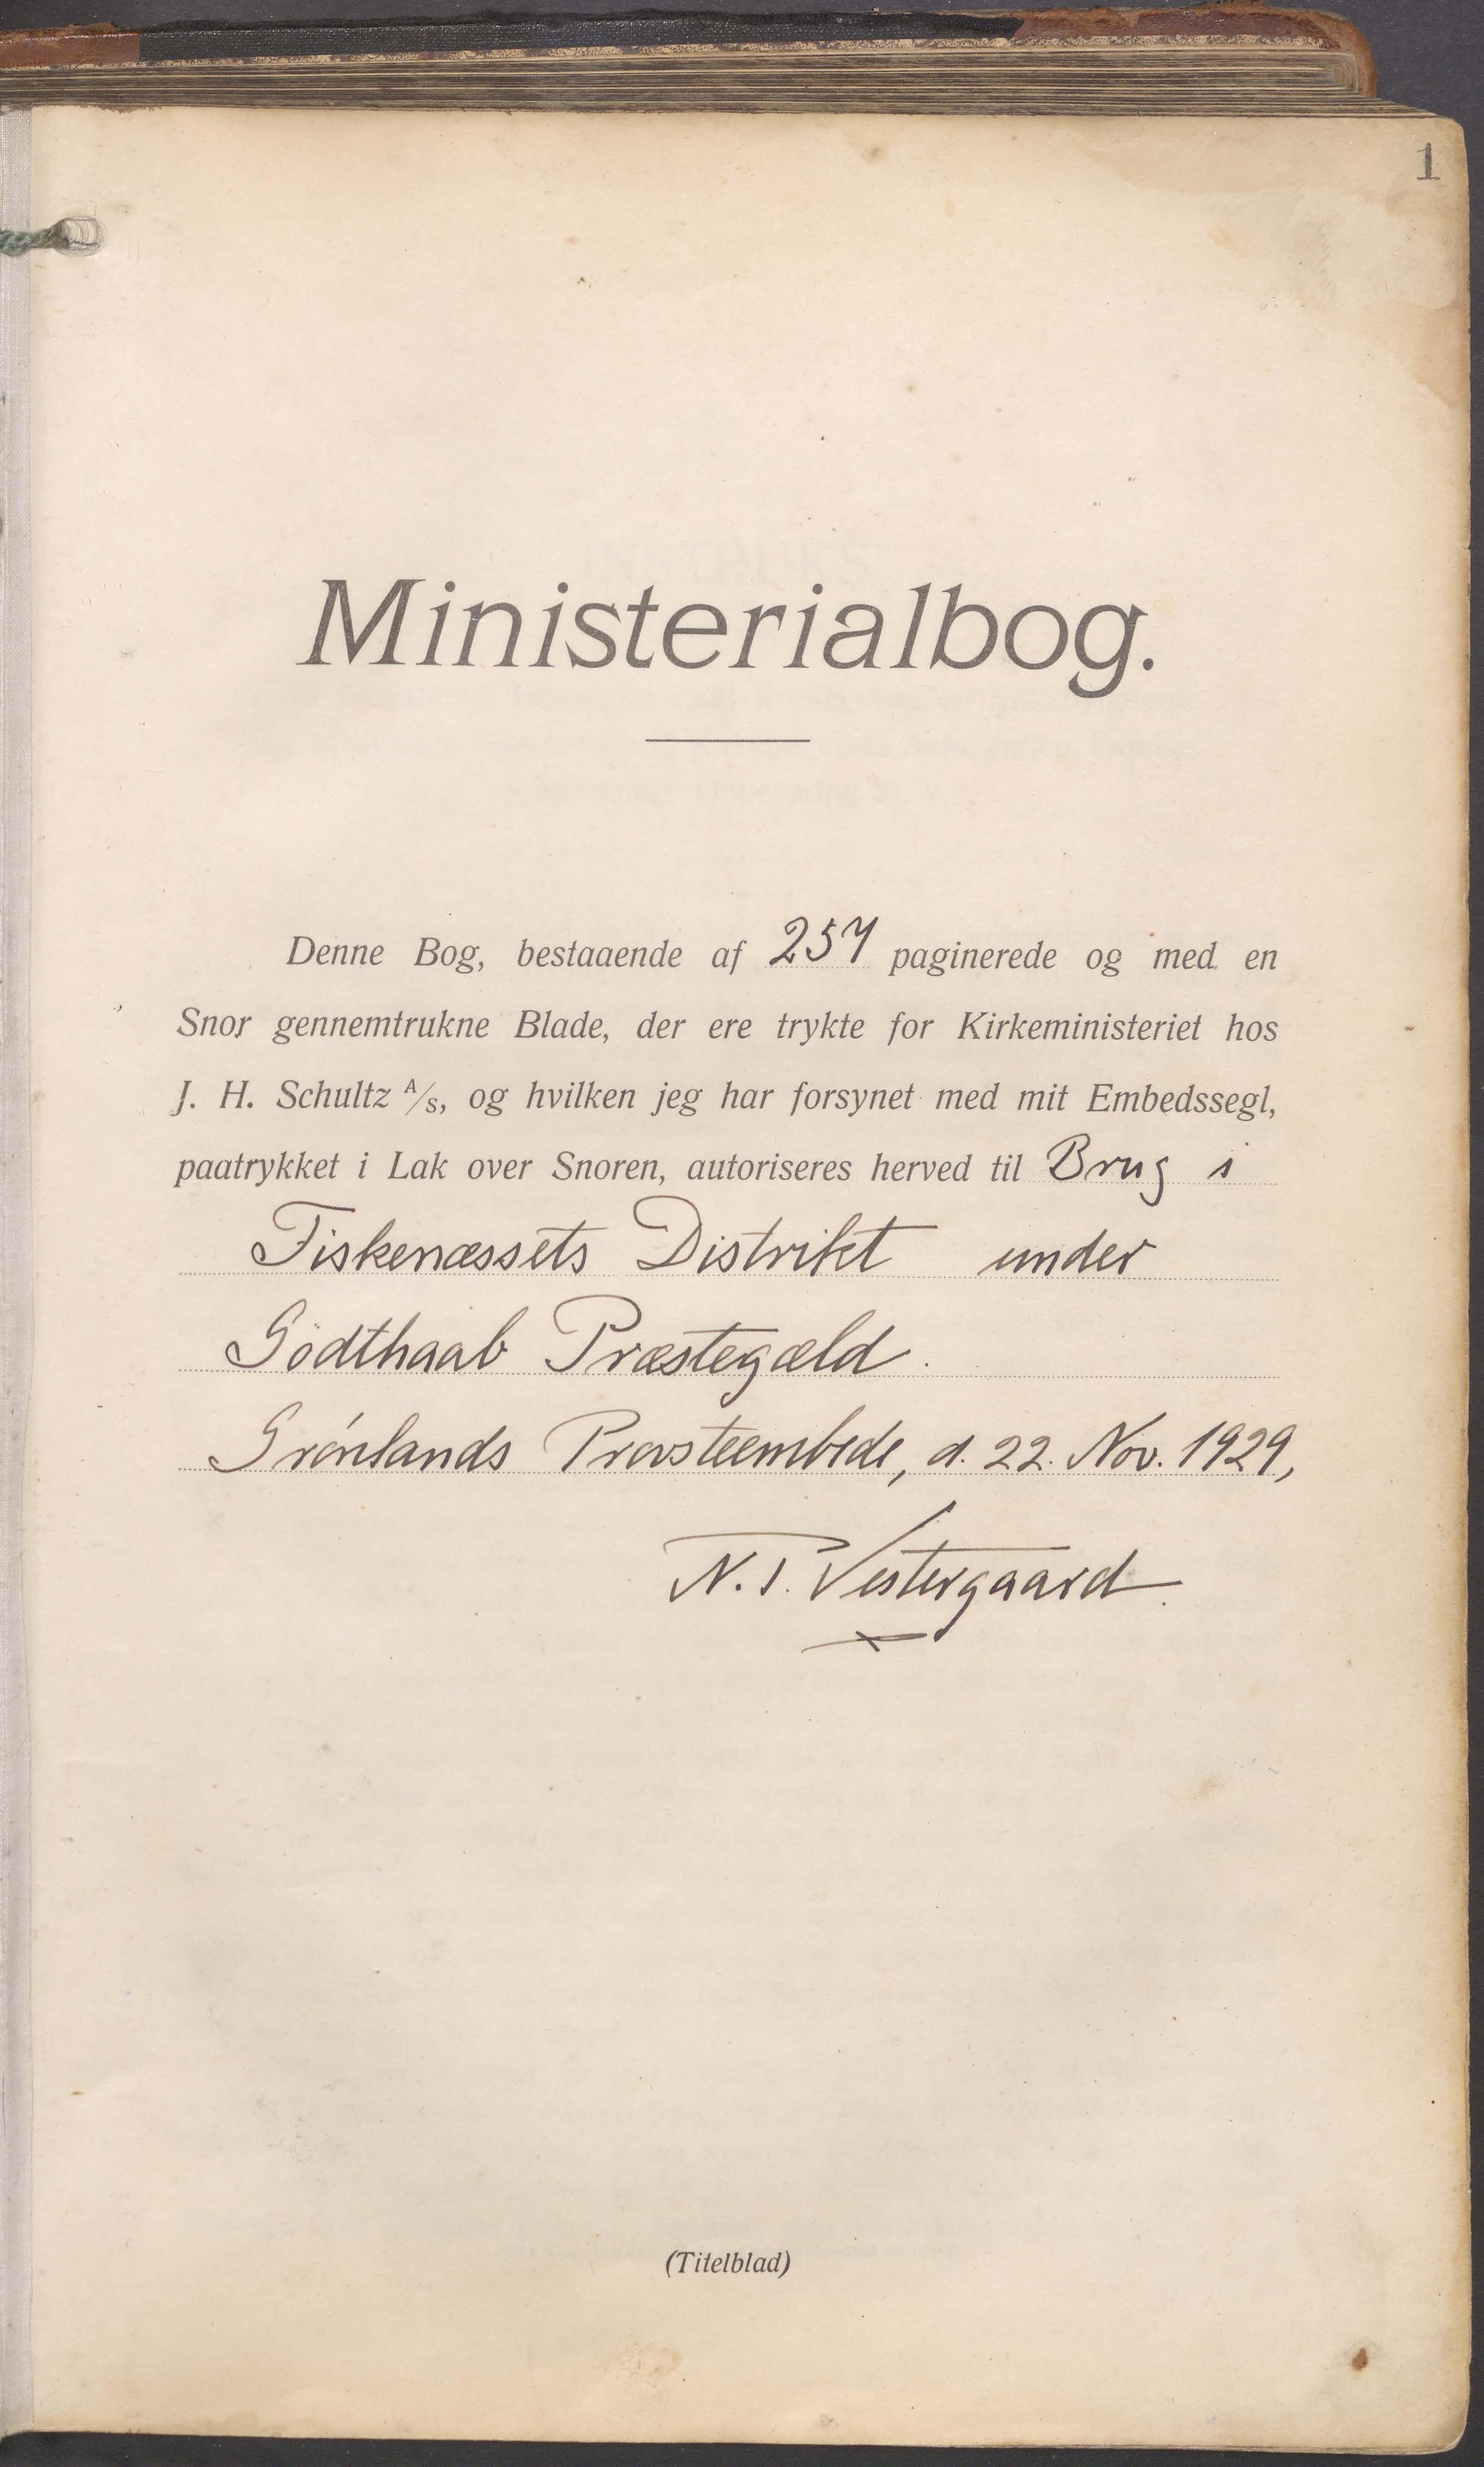 1
Ministerialbog.
Denne Bog, bestaaende af 257 paginerede og med en
Snor gennemtrukne Blade, der ere trykte for Kirkeministeriet hos
J. H. Schultz A/S, og hvilken jeg har forsynet med mit Embedssegl,
paatrykket i Lak over Snoren, autoriseres herved til Brug i
Fiskenæssets Distrikt under
Godthaab Præstegæld.
Grønlands Provsteembede, d. 22. Nov. 1929,
Vestergaard.
(Titelblad)